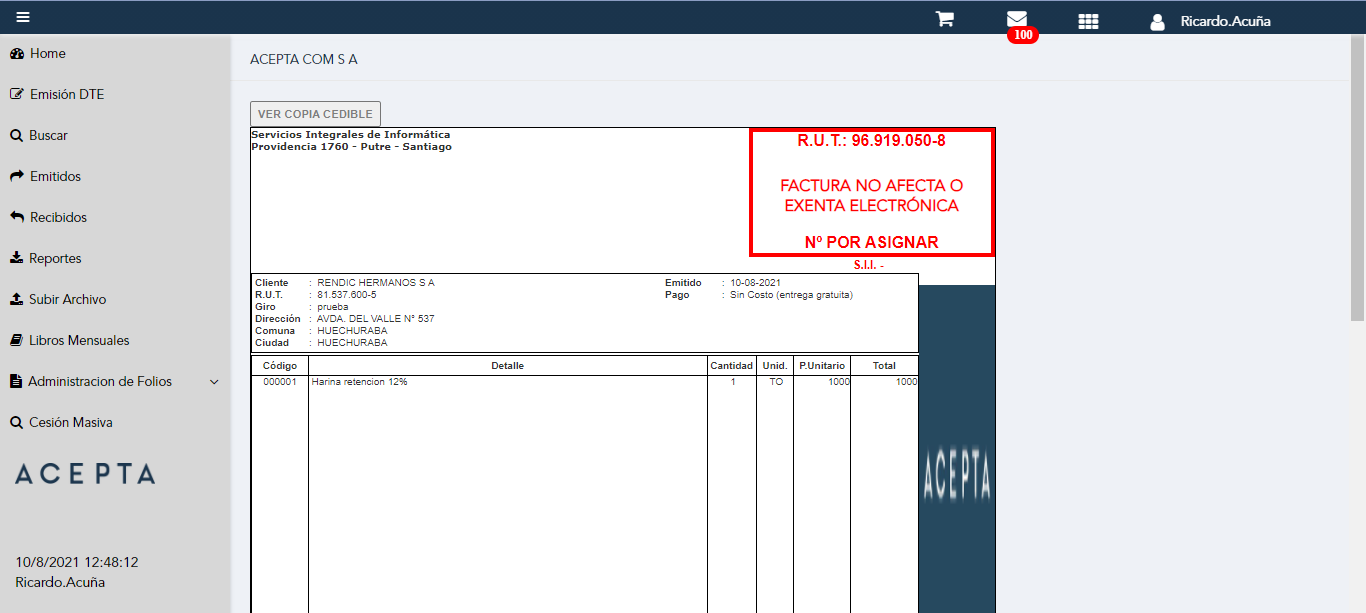 Ricardo.Acuña
100
Home
Emisión DTE
Buscar
Emitidos
Recibidos
Reportes
Subir Archivo
Libros Mensuales
Administracion de Folios
Cesión Masiva
ACEPTA
10/8/2021 12:48:12
Ricardo.Acuña
ACEPTA COM S A
VER COPIA CEDIBLE
Servicios Integrales de Informática
Providencia 1760 - Putre - Santiago
R.U.T.: 96.919.050-8
FACTURA NO AFECTA O
EXENTA ELECTRÓNICA
Nº POR ASIGNAR
S.I.I. -
Cliente : RENDIC HERMANOS S A Emitido : 10-08-2021
R.U.T. : 81.537.600-5 Pago : Sin Costo (entrega gratuita)
Giro : prueba
Dirección : AVDA. DEL VALLE N° 537
Comuna : HUECHURABA
Ciudad : HUECHURABA
Código Detalle Cantidad Unid. P.Unitario Total
000001 Harina retencion 12% 1 TO 1000 1000
ACEPTA